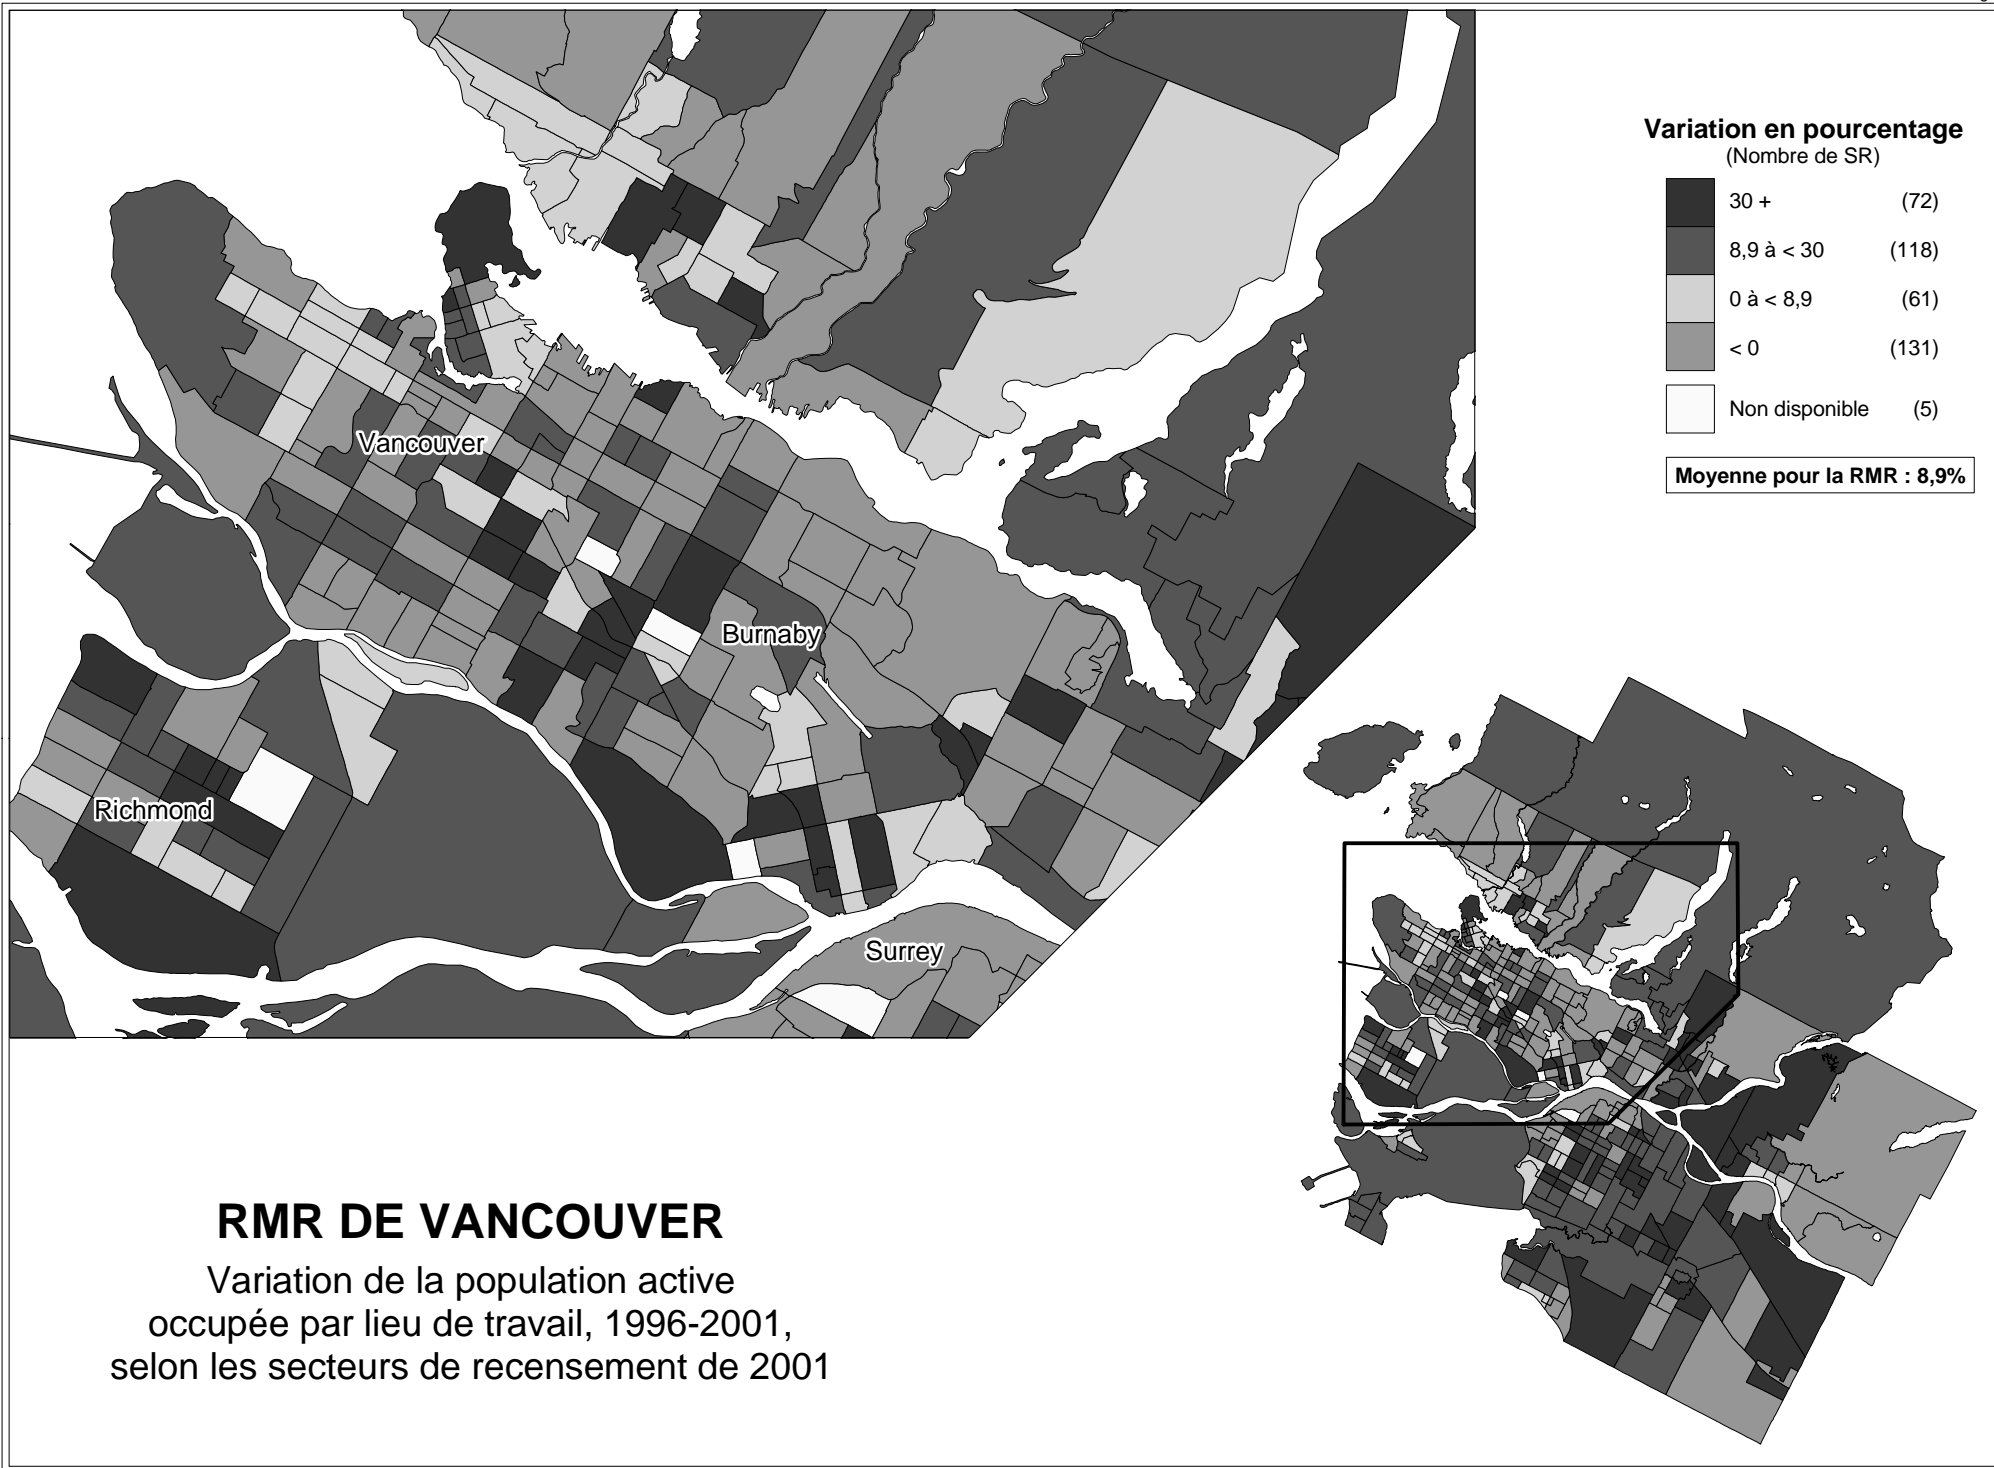 Variation en pourcentage
(Nombre de SR)
30 + (72)
8,9 à < 30 (118)
0 à < 8,9 (61)
< 0 (131)
Non disponible (5)
Moyenne pour la RMR : 8,9%
Vancouver
Burnaby
Richmond
Surrey
RMR DE VANCOUVER
Variation de la population active
occupée par lieu de travail, 1996-2001,
selon les secteurs de recensement de 2001